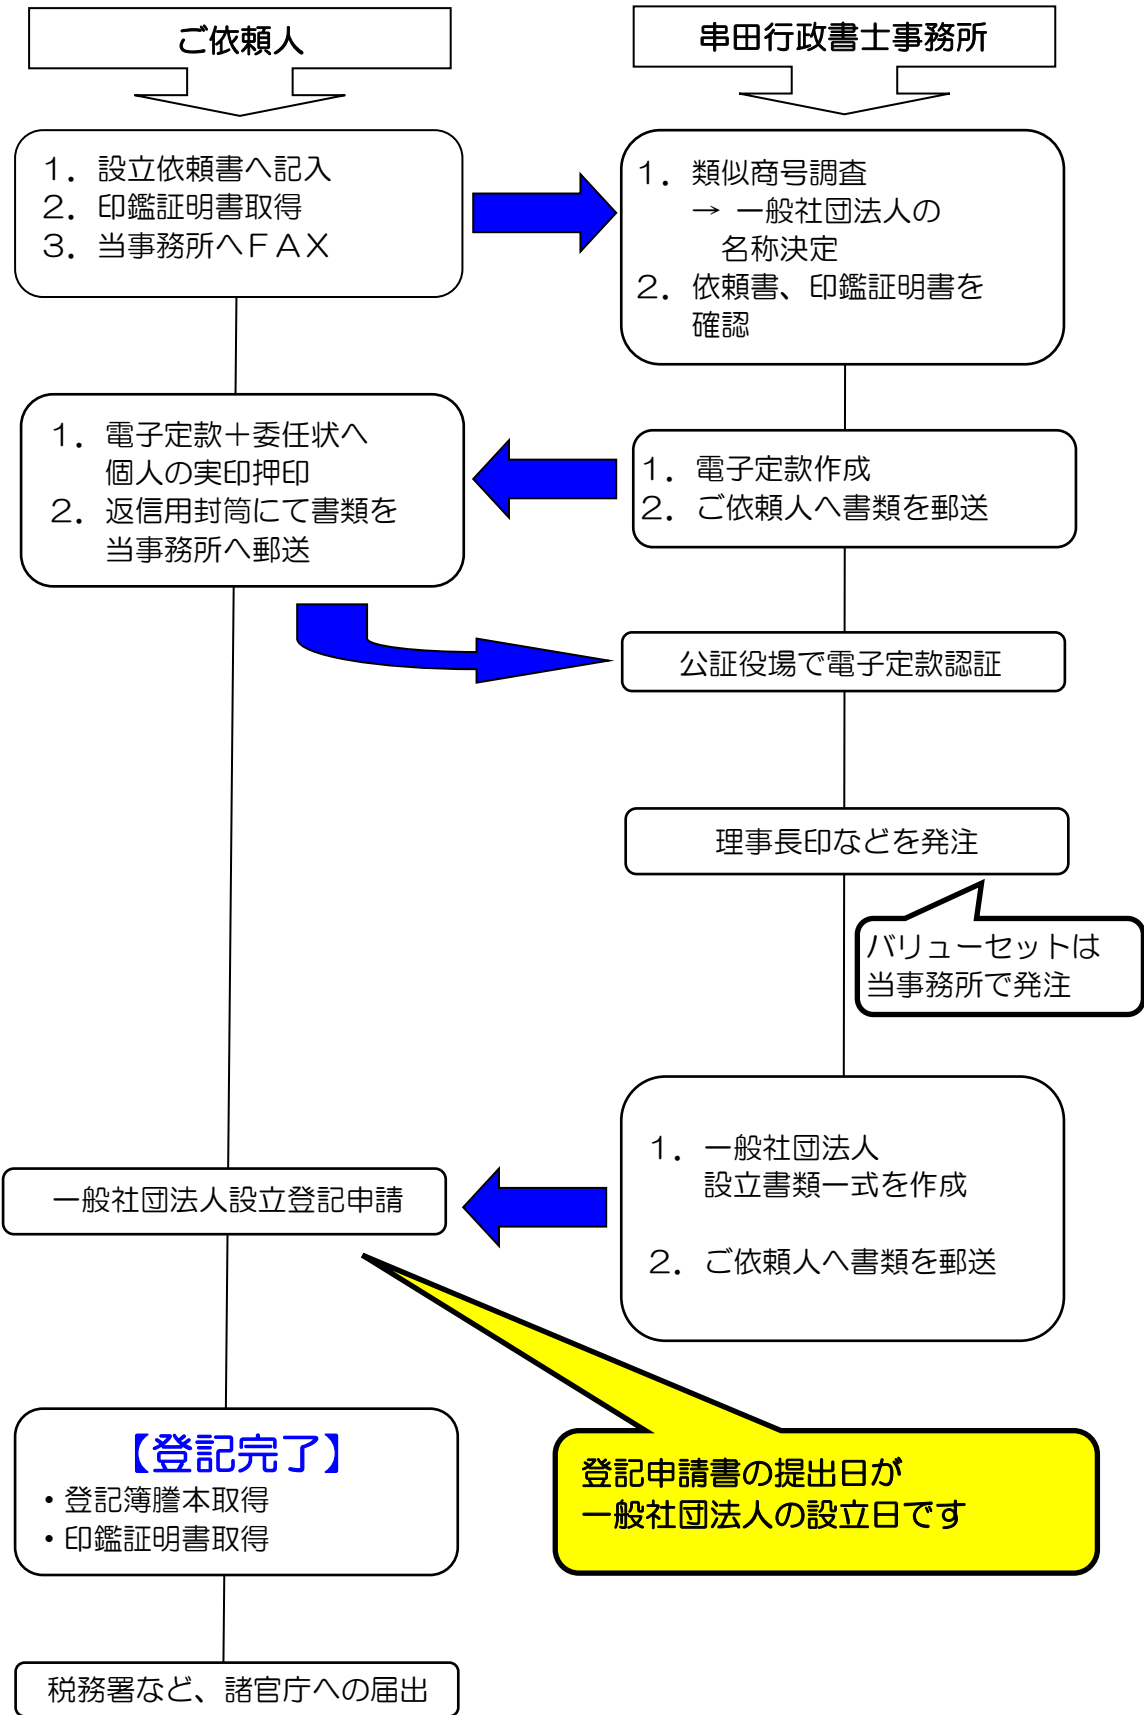 ご依頼人
串田行政書士事務所
1．設立依頼書へ記入
2．印鑑証明書取得
3．当事務所へＦＡＸ
1．類似商号調査
→ 一般社団法人の
名称決定
2．依頼書、印鑑証明書を
確認
1．電子定款＋委任状へ
個人の実印押印
2．返信用封筒にて書類を
当事務所へ郵送
1．電子定款作成
2．ご依頼人へ書類を郵送
公証役場で電子定款認証
理事長印などを発注
バリューセットは
当事務所で発注
1．一般社団法人
設立書類一式を作成
2．ご依頼人へ書類を郵送
一般社団法人設立登記申請
登記申請書の提出日が
一般社団法人の設立日です
【登記完了】
・登記簿謄本取得
・印鑑証明書取得
税務署など、諸官庁への届出